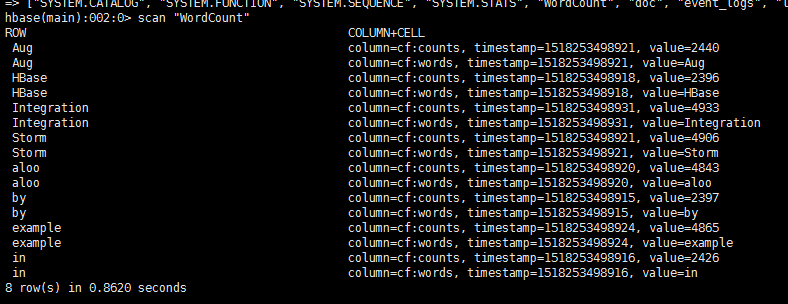 => ["SYSTEM.CATALOG", "SYSTEM.FUNCTION", "SYSTEM.SEQUENCE", "SYSTEM.STATS", "WordCount", "doc", "event_logs",
hbase(main):002:0> scan "WordCount"
ROW COLUMN+CELL
Aug column=cf:counts, timestamp=1518253498921, value=2440
Aug column=cf:words, timestamp=1518253498921, value=Aug
HBase column=cf:counts, timestamp=1518253498918, value=2396
HBase column=cf:words, timestamp=1518253498918, value=HBase
Integration column=cf:counts, timestamp=1518253498931, value=4933
Integration column=cf:words, timestamp=1518253498931, value=Integration
Storm column=cf:counts, timestamp=1518253498921, value=4906
Storm column=cf:words, timestamp=1518253498921, value=Storm
aloo column=cf:counts, timestamp=1518253498920, value=4843
aloo column=cf:words, timestamp=1518253498920, value=aloo
by column=cf:counts, timestamp=1518253498915, value=2397
by column=cf:words, timestamp=1518253498915, value=by
example column=cf:counts, timestamp=1518253498924, value=4865
example column=cf:words, timestamp=1518253498924, value=example
in column=cf:counts, timestamp=1518253498916, value=2426
in column=cf:words, timestamp=1518253498916, value=in
8 row(s) in 0.8620 seconds